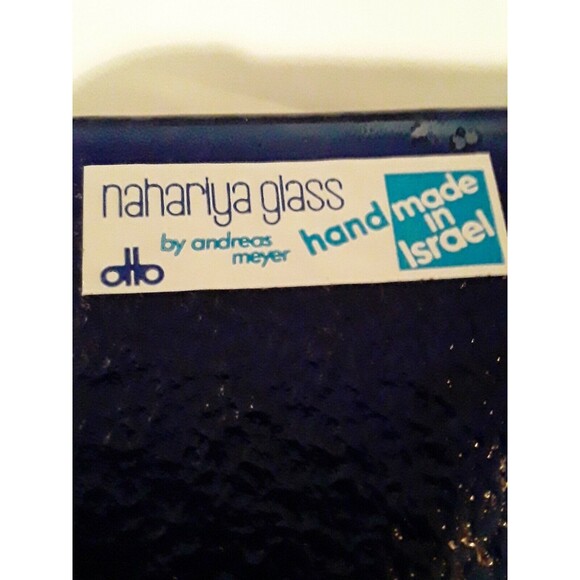 nahariya glass
by andreas
meyer
hand made
in
Israel